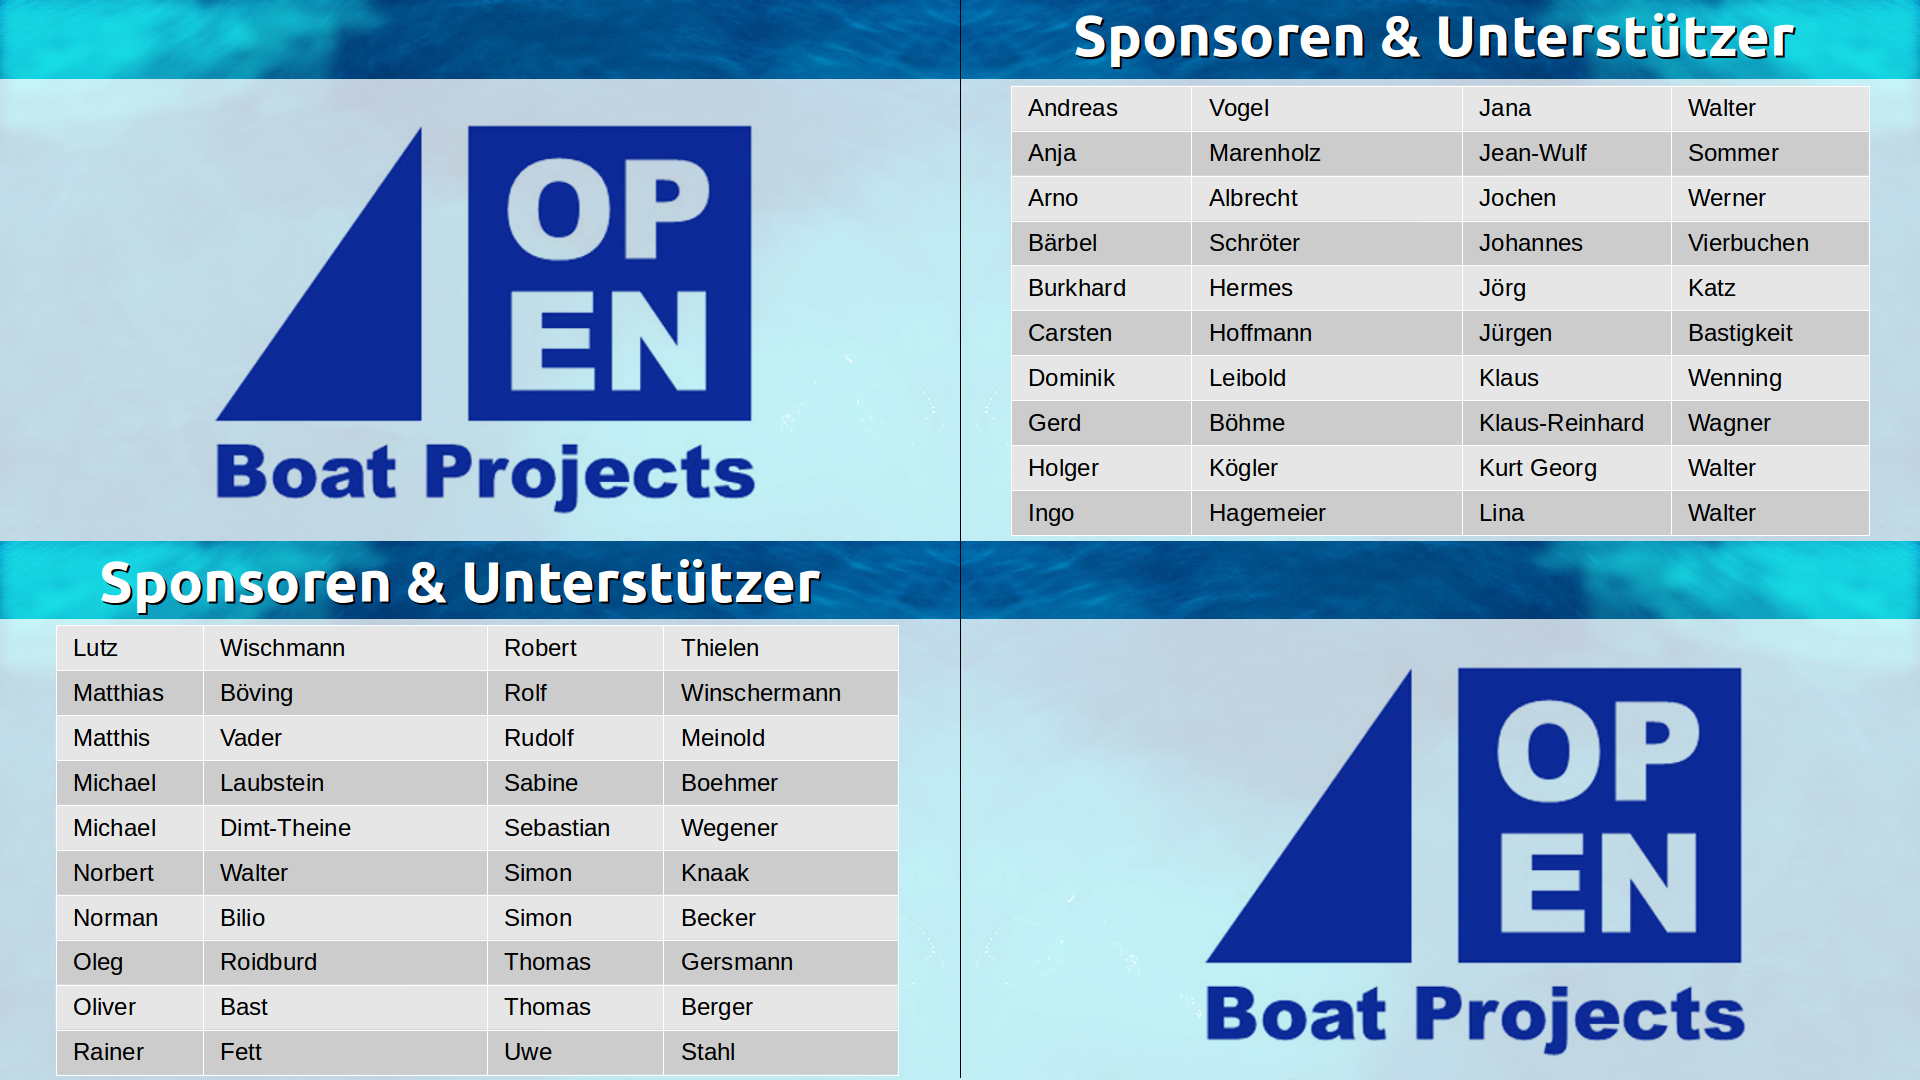 OP
EN
Boat Projects
Sponsoren & Unterstützer
Andreas Vogel Jana Walter
Anja Marenholz Jean-Wulf Sommer
Arno Albrecht Jochen Werner
Bärbel Schröter Johannes Vierbuchen
Burkhard Hermes Jörg Katz
Carsten Hoffmann Jürgen Bastigkeit
Dominik Leibold Klaus Wenning
Gerd Böhme Klaus-Reinhard Wagner
Holger Kögler Kurt Georg Walter
Ingo Hagemeier Lina Walter
Sponsoren & Unterstützer
Lutz Wischmann Robert Thielen
Matthias Böving Rolf Winschermann
Matthis Vader Rudolf Meinold
Michael Laubstein Sabine Boehmer
Michael Dimt-Theine Sebastian Wegener
Norbert Walter Simon Knaak
Norman Bilio Simon Becker
Oleg Roidburd Thomas Gersmann
Oliver Bast Thomas Berger
Rainer Fett Uwe Stahl
OP
EN
Boat Projects